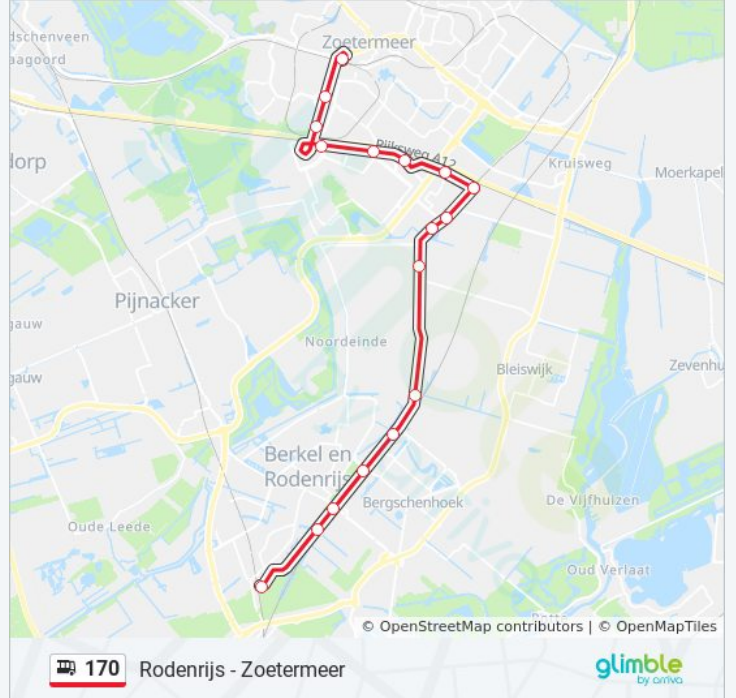 dschenveen
aagoord
Zoetermeer
Rijksweg A12
dorp
Kruisweg
Moerkapel
Pijnacker
gauw
Noordeinde
gauw
Bleiswijk
Zevenhu
Berkel en
Rodenrijs
Bergschenhoek
De Vijfhuizen
Oude Leede
Oud Verlaat
© OpenStreetMap contributors | © OpenMapTiles
170 Rodenrijs - Zoetermeer
glimble
by arriva